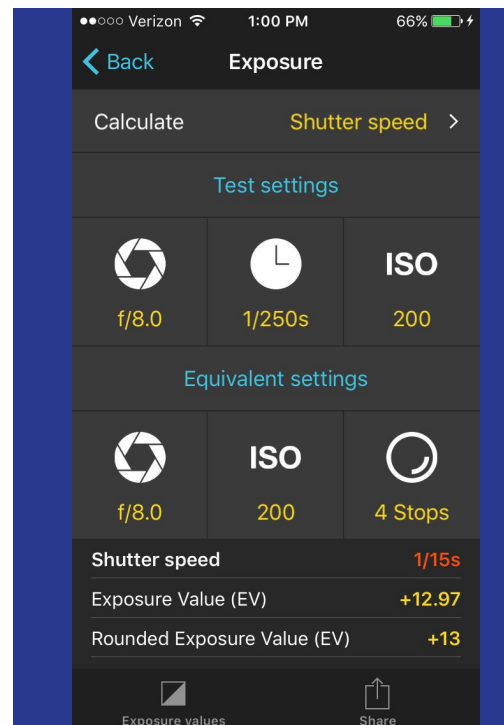 Verizon 1:00 PM 66%
Back Exposure
Calculate Shutter speed >
Test settings
ISO
f/8.0 1/250s 200
Equivalent settings
ISO
f/8.0 200 4 Stops
Shutter speed 1/15s
Exposure Value (EV) +12.97
Rounded Exposure Value (EV) +13
Exposure values Share